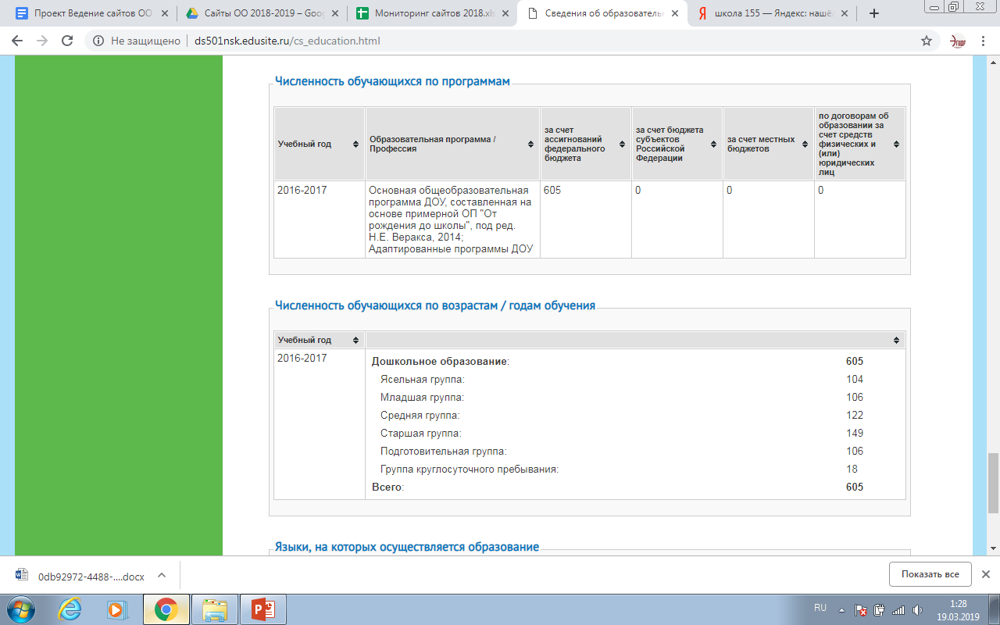 Проект Ведение сайтов ОО
Сайты ОО 2018-2019 – Goog
Мониторинг сайтов 2018.xls
Сведения об образователь
школа 155 — Яндекс: нашёл
Не защищено
ds501nsk.edusite.ru/cs_education.html
Численность обучающихся по программам
Учебный год
Образовательная программа /
Профессия
за счет
ассигнований
федерального
бюджета
за счет бюджета
субъектов
Российской
Федерации
за счет местных
бюджетов
по договорам об
образовании за
счет средств
физических и
(или)
юридических
лиц
2016-2017
Основная общеобразовательная
программа ДОУ, составленная на
основе примерной ОП "От
рождения до школы", под ред.
Н.Е. Веракса, 2014;
Адаптированные программы ДОУ
605
0
0
0
Численность обучающихся по возрастам / годам обучения
Учебный год
2016-2017
Дошкольное образование: 605
Ясельная группа: 104
Младшая группа: 106
Средняя группа: 122
Старшая группа: 149
Подготовительная группа: 106
Группа круглосуточного пребывания: 18
Всего: 605
Языки, на которых осуществляется образование
0db92972-4488-....docx
Показать все
RU
1:28
19.03.2019